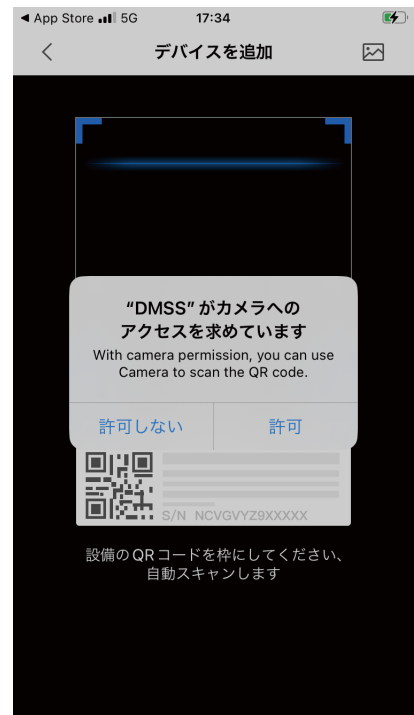 ◀ App Store 5G 17:34
デバイスを追加
“DMSS”がカメラへの
アクセスを求めています
With camera permission, you can use
Camera to scan the QR code.
許可しない 許可
S/N NCVGVYZ9XXXXX
設備のQRコードを枠にしてください、
自動スキャンします